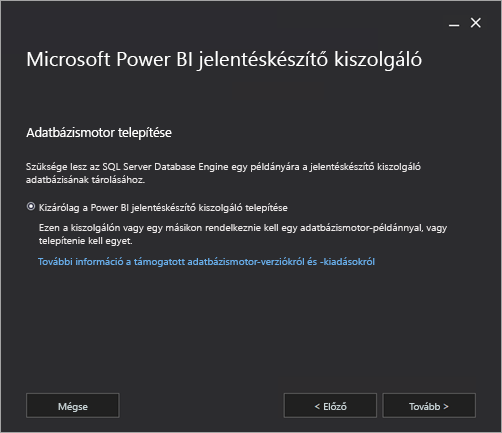 Microsoft Power BI jelentéskészítő kiszolgáló
Adatbázismotor telepítése
Szüksége lesz az SQL Server Database Engine egy példányára a jelentéskészítő kiszolgáló
adatbázisának tárolásához.
Kizárólag a Power BI jelentéskészítő kiszolgáló telepítése
Ezen a kiszolgálón vagy egy másikon rendelkeznie kell egy adatbázismotor-példánnyal, vagy
telepítenie kell egyet.
További információ a támogatott adatbázismotor-verziókról és -kiadásokról
Mégse
< Előző
Tovább >